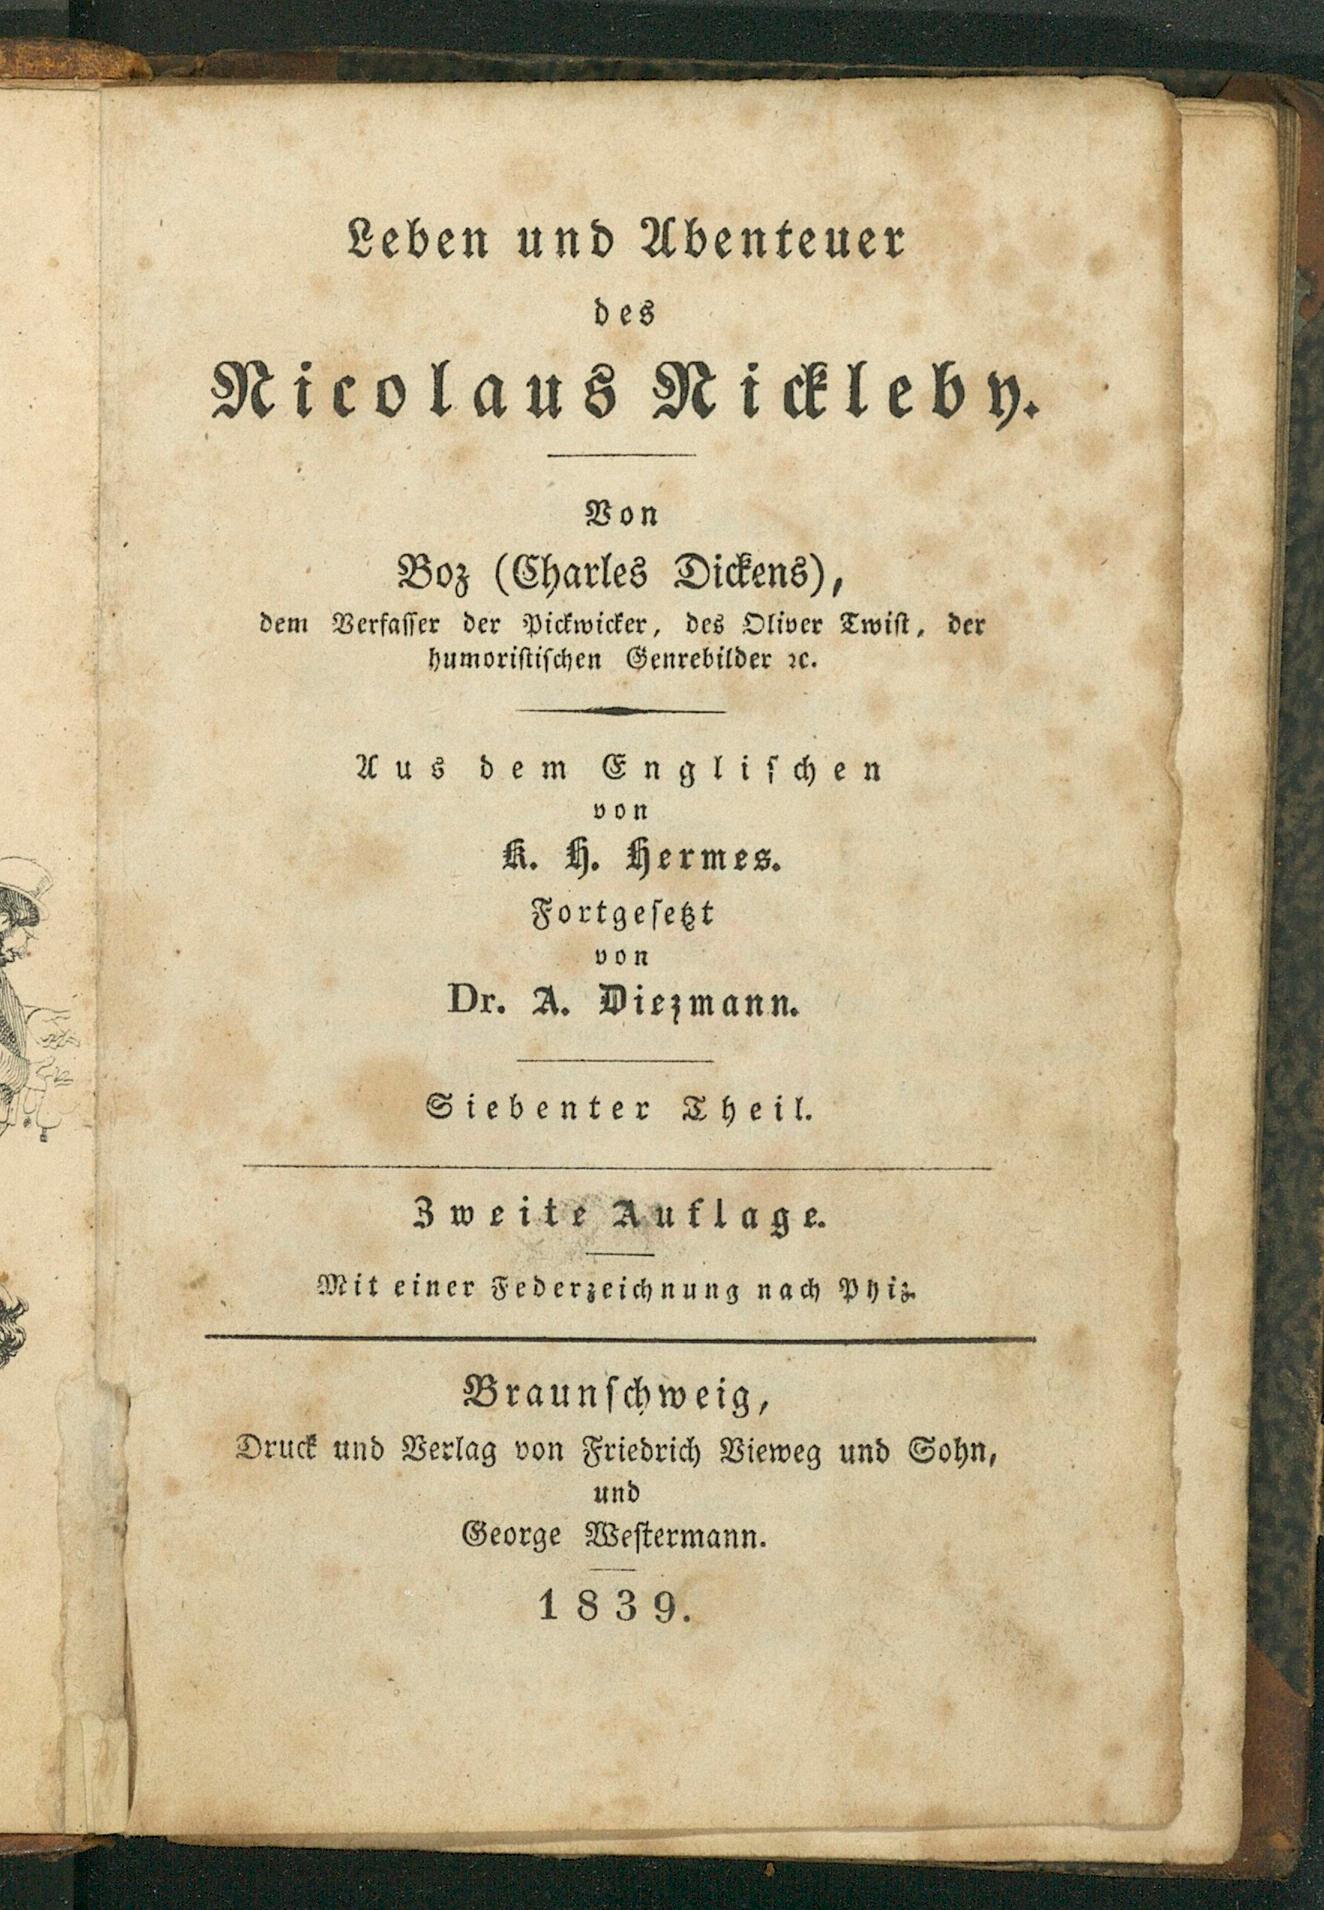 Leben und Abenteuer
des
Nicolaus Nickleby.
Von
Boz (Charles Dickens),
dem Verfasser der Pickwicker, des Oliver Twist, der
humoristischen Genrebilder ꝛc.
Aus dem Englischen
von
K. H. Hermes.
Fortgesetzt
von
Dr. A. Diezmann.
Siebenter Theil.
Zweite Auflage.
Mit einer Federzeichnung nach Phiz.
Braunschweig,
Druck und Verlag von Friedrich Vieweg und Sohn,
und
George Westermann.
1839.